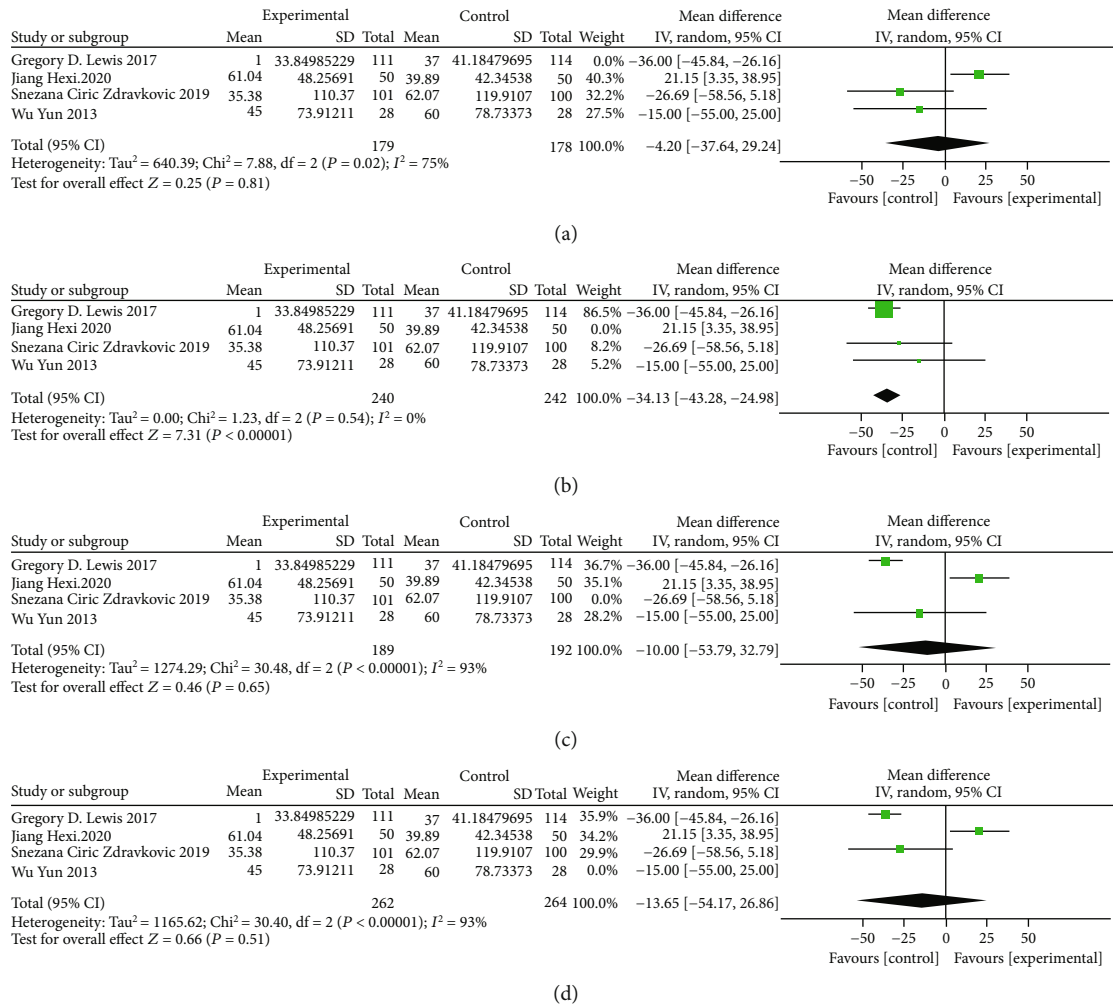 Experimental Control Mean difference Mean difference
Study or subgroup Mean SD Total Mean SD Total Weight IV, random, 95% CI IV, random, 95% CI
Gregory D. Lewis 2017 1 33.84985229 111 37 41.18479695 114 0.0% −36.00 [−45.84, −26.16]
Jiang Hexi.2020 61.04 48.25691 50 39.89 42.34538 50 40.3% 21.15 [3.35, 38.95]
Snezana Ciric Zdravkovic 2019 35.38 110.37 101 62.07 119.9107 100 32.2% −26.69 [−58.56, 5.18]
Wu Yun 2013 45 73.91211 28 60 78.73373 28 27.5% −15.00 [−55.00, 25.00]
Total (95% CI) 179 178 100.0% −4.20 [−37.64, 29.24]
Heterogeneity: Tau² = 640.39; Chi² = 7.88, df = 2 (P = 0.02); I² = 75%
Test for overall effect Z = 0.25 (P = 0.81)
−50 −25 0 25 50
Favours [control] Favours [experimental]
(a)
Experimental Control Mean difference Mean difference
Study or subgroup Mean SD Total Mean SD Total Weight IV, random, 95% CI IV, random, 95% CI
Gregory D. Lewis 2017 1 33.84985229 111 37 41.18479695 114 86.5% −36.00 [−45.84, −26.16]
Jiang Hexi 2020 61.04 48.25691 50 39.89 42.34538 50 0.0% 21.15 [3.35, 38.95]
Snezana Ciric Zdravkovic 2019 35.38 110.37 101 62.07 119.9107 100 8.2% −26.69 [−58.56, 5.18]
Wu Yun 2013 45 73.91211 28 60 78.73373 28 5.2% −15.00 [−55.00, 25.00]
Total (95% CI) 240 242 100.0% −34.13 [−43.28, −24.98]
Heterogeneity: Tau² = 0.00; Chi² = 1.23, df = 2 (P = 0.54); I² = 0%
Test for overall effect Z = 7.31 (P < 0.00001)
−50 −25 0 25 50
Favours [control] Favours [experimental]
(b)
Experimental Control Mean difference Mean difference
Study or subgroup Mean SD Total Mean SD Total Weight IV, random, 95% CI IV, random, 95% CI
Gregory D. Lewis 2017 1 33.84985229 111 37 41.18479695 114 36.7% −36.00 [−45.84, −26.16]
Jiang Hexi.2020 61.04 48.25691 50 39.89 42.34538 50 35.1% 21.15 [3.35, 38.95]
Snezana Ciric Zdravkovic 2019 35.38 110.37 101 62.07 119.9107 100 0.0% −26.69 [−58.56, 5.18]
Wu Yun 2013 45 73.91211 28 60 78.73373 28 28.2% −15.00 [−55.00, 25.00]
Total (95% CI) 189 192 100.0% −10.00 [−53.79, 32.79]
Heterogeneity: Tau² = 1274.29; Chi² = 30.48, df = 2 (P < 0.00001); I² = 93%
Test for overall effect Z = 0.46 (P = 0.65)
−50 −25 0 25 50
Favours [control] Favours [experimental]
(c)
Experimental Control Mean difference Mean difference
Study or subgroup Mean SD Total Mean SD Total Weight IV, random, 95% CI IV, random, 95% CI
Gregory D. Lewis 2017 1 33.84985229 111 37 41.18479695 114 35.9% −36.00 [−45.84, −26.16]
Jiang Hexi.2020 61.04 48.25691 50 39.89 42.34538 50 34.2% 21.15 [3.35, 38.95]
Snezana Ciric Zdravkovic 2019 35.38 110.37 101 62.07 119.9107 100 29.9% −26.69 [−58.56, 5.18]
Wu Yun 2013 45 73.91211 28 60 78.73373 28 0.0% −15.00 [−55.00, 25.00]
Total (95% CI) 262 264 100.0% −13.65 [−54.17, 26.86]
Heterogeneity: Tau² = 1165.62; Chi² = 30.40, df = 2 (P < 0.00001); I² = 93%
Test for overall effect Z = 0.66 (P = 0.51)
−50 −25 0 25 50
Favours [control] Favours [experimental]
(d)